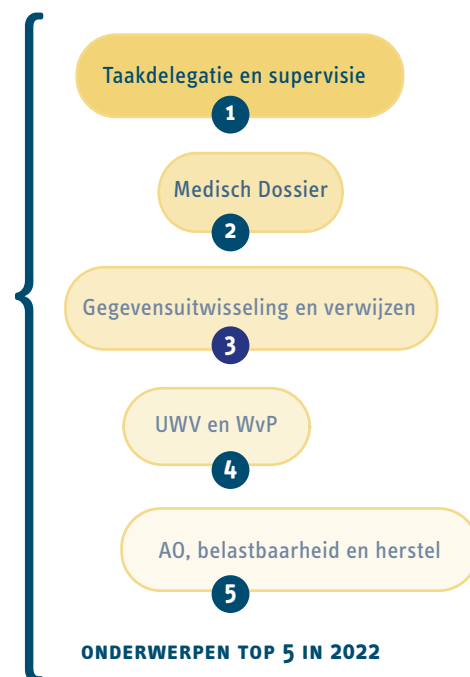 Taakdelegatie en supervisie
1
Medisch Dossier
2
Gegevensuitwisseling en verwijzen
3
UWV en WvP
4
AO, belastbaarheid en herstel
5
ONDERWERPEN TOP 5 IN 2022